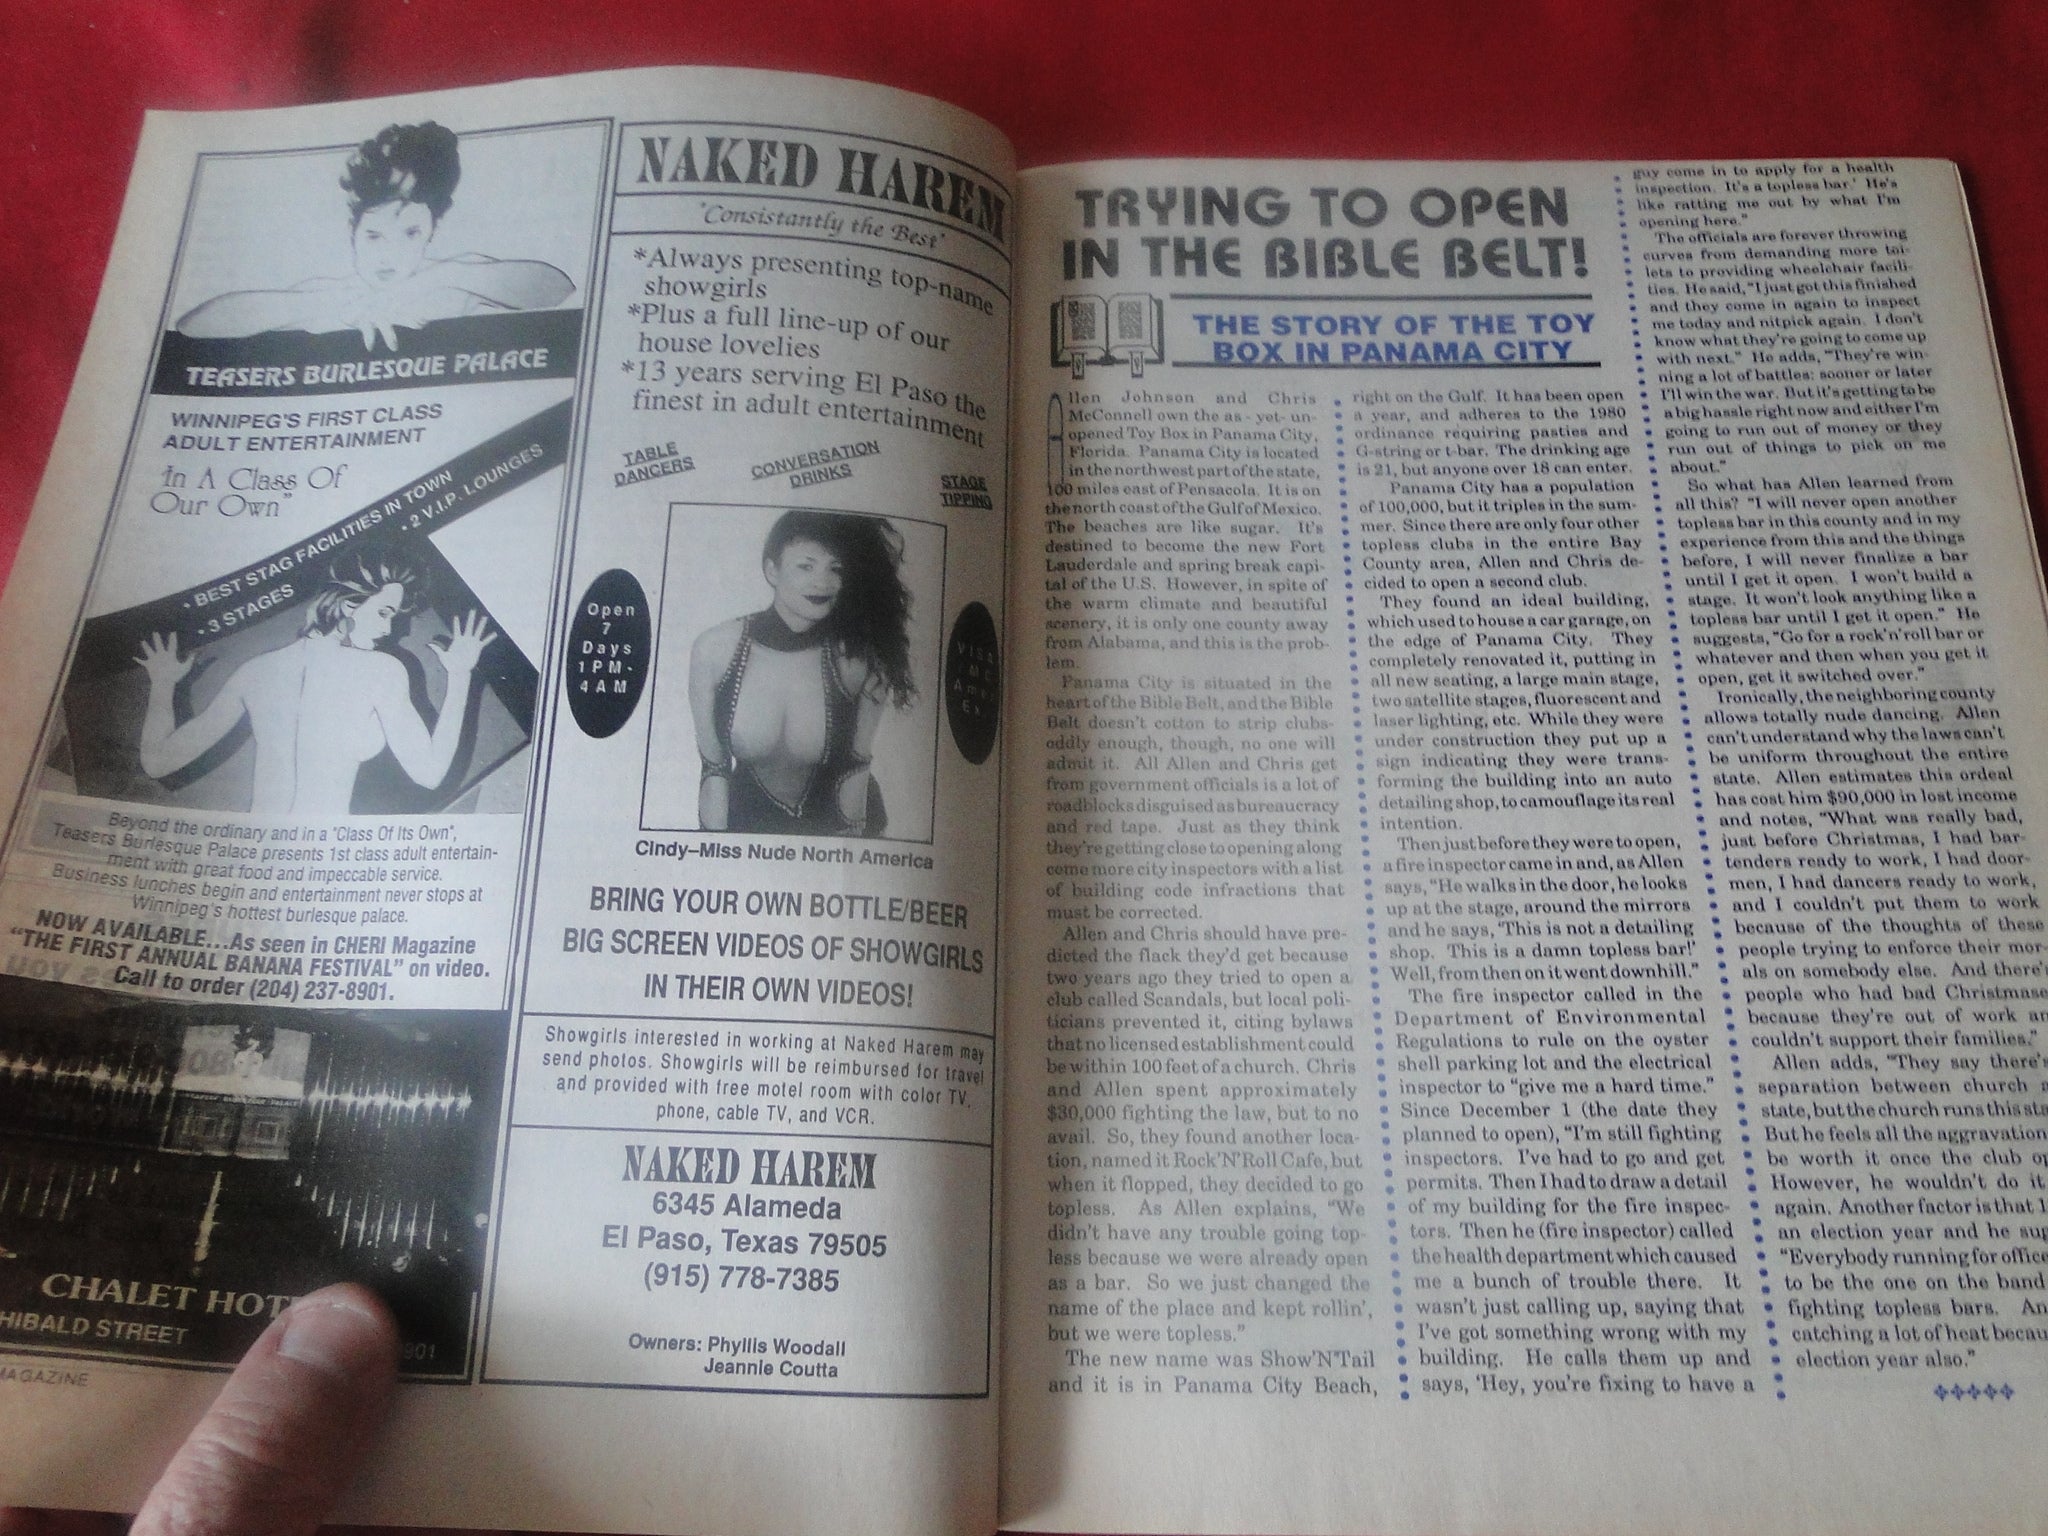 TEASERS BURLESQUE PALACE
WINNIPEG'S FIRST CLASS
ADULT ENTERTAINMENT
"In A Class Of
Our Own"
• BEST STAG FACILITIES IN TOWN
• 3 STAGES
• 2 V.I.P. LOUNGES
Beyond the ordinary and in a "Class Of Its Own",
Teasers Burlesque Palace presents 1st class adult entertain-
ment with great food and impeccable service.
Business lunches begin and entertainment never stops at
Winnipeg's hottest burlesque palace.
NOW AVAILABLE...As seen in CHERI Magazine
"THE FIRST ANNUAL BANANA FESTIVAL" on video.
Call to order (204) 237-8901.
CHALET
STREET
MAGAZINE
NAKED HAREM
"Consistantly the Best"
*Always presenting top-name
showgirls
*Plus a full line-up of our
house lovelies
*13 years serving El Paso the
finest in adult entertainment
TABLE
DANCERS
CONVERSATION
DRINKS
STAGE
TIPPING
Open
7
Days
1PM-
4AM
VISA
MC
Cindy–Miss Nude North America
BRING YOUR OWN BOTTLE/BEER
BIG SCREEN VIDEOS OF SHOWGIRLS
IN THEIR OWN VIDEOS!
Showgirls interested in working at Naked Harem may
send photos. Showgirls will be reimbursed for travel
and provided with free motel room with color TV,
phone, cable TV, and VCR.
NAKED HAREM
6345 Alameda
El Paso, Texas 79505
(915) 778-7385
Owners: Phyllis Woodall
Jeannie Coutta
TRYING TO OPEN
IN THE BIBLE BELT!
THE STORY OF THE TOY
BOX IN PANAMA CITY
Allen Johnson and Chris
McConnell own the as - yet- un-
opened Toy Box in Panama City,
Florida. Panama City is located
in the northwest part of the state,
100 miles east of Pensacola. It is on
the north coast of the Gulf of Mexico.
The beaches are like sugar. It's
destined to become the new Fort
Lauderdale and spring break capi-
tal of the U.S. However, in spite of
the warm climate and beautiful
scenery, it is only one county away
from Alabama, and this is the prob-
lem.
Panama City is situated in the
heart of the Bible Belt, and the Bible
Belt doesn't cotton to strip clubs-
oddly enough, though, no one will
admit it. All Allen and Chris get
from government officials is a lot of
roadblocks disguised as bureaucracy
and red tape. Just as they think
they're getting close to opening along
come more city inspectors with a list
of building code infractions that
must be corrected.
Allen and Chris should have pre-
dicted the flack they'd get because
two years ago they tried to open a
club called Scandals, but local poli-
ticians prevented it, citing bylaws
that no licensed establishment could
be within 100 feet of a church. Chris
and Allen spent approximately
$30,000 fighting the law, but to no
avail. So, they found another loca-
tion, named it Rock'N'Roll Cafe, but
when it flopped, they decided to go
topless. As Allen explains, "We
didn't have any trouble going top-
less because we were already open
as a bar. So we just changed the
name of the place and kept rollin',
but we were topless."
The new name was Show'N'Tail
and it is in Panama City Beach,
right on the Gulf. It has been open
a year, and adheres to the 1980
ordinance requiring pasties and
G-string or t-bar. The drinking age
is 21, but anyone over 18 can enter.
Panama City has a population
of 100,000, but it triples in the sum-
mer. Since there are only four other
topless clubs in the entire Bay
County area, Allen and Chris de-
cided to open a second club.
They found an ideal building,
which used to house a car garage, on
the edge of Panama City. They
completely renovated it, putting in
all new seating, a large main stage,
two satellite stages, fluorescent and
laser lighting, etc. While they were
under construction they put up a
sign indicating they were trans-
forming the building into an auto
detailing shop, to camouflage its real
intention.
Then just before they were to open,
a fire inspector came in and, as Allen
says, "He walks in the door, he looks
up at the stage, around the mirrors
and he says, 'This is not a detailing
shop. This is a damn topless bar!'
Well, from then on it went downhill."
The fire inspector called in the
Department of Environmental
Regulations to rule on the oyster
shell parking lot and the electrical
inspector to "give me a hard time."
Since December 1 (the date they
planned to open), "I'm still fighting
inspectors. I've had to go and get
permits. Then I had to draw a detail
of my building for the fire inspec-
tors. Then he (fire inspector) called
the health department which caused
me a bunch of trouble there. It
wasn't just calling up, saying that
I've got something wrong with my
building. He calls them up and
says, 'Hey, you're fixing to have a
guy come in to apply for a health
inspection. It's a topless bar.' He's
like ratting me out by what I'm
opening here."
The officials are forever throwing
curves from demanding more toi-
lets to providing wheelchair facili-
ties. He said, "I just got this finished
and they come in again to inspect
me today and nitpick again. I don't
know what they're going to come up
with next." He adds, "They're win-
ning a lot of battles: sooner or later
I'll win the war. But it's getting to be
a big hassle right now and either I'm
going to run out of money or they
run out of things to pick on me
about."
So what has Allen learned from
all this? "I will never open another
topless bar in this county and in my
experience from this and the things
before, I will never finalize a bar
until I get it open. I won't build a
stage. It won't look anything like a
topless bar until I get it open." He
suggests, "Go for a rock'n'roll bar or
whatever and then when you get it
open, get it switched over."
Ironically, the neighboring county
allows totally nude dancing. Allen
can't understand why the laws can't
be uniform throughout the entire
state. Allen estimates this ordeal
has cost him $90,000 in lost income
and notes, "What was really bad,
just before Christmas, I had bar-
tenders ready to work, I had door-
men, I had dancers ready to work,
and I couldn't put them to work
because of the thoughts of these
people trying to enforce their mor-
als on somebody else. And there's
people who had bad Christmase
because they're out of work an
couldn't support their families."
Allen adds, "They say there's
separation between church a
state, but the church runs this sta
But he feels all the aggravation
be worth it once the club op
However, he wouldn't do it
again. Another factor is that 1
an election year and he sug
"Everybody running for office
to be the one on the band
fighting topless bars. An
catching a lot of heat becau
election year also."